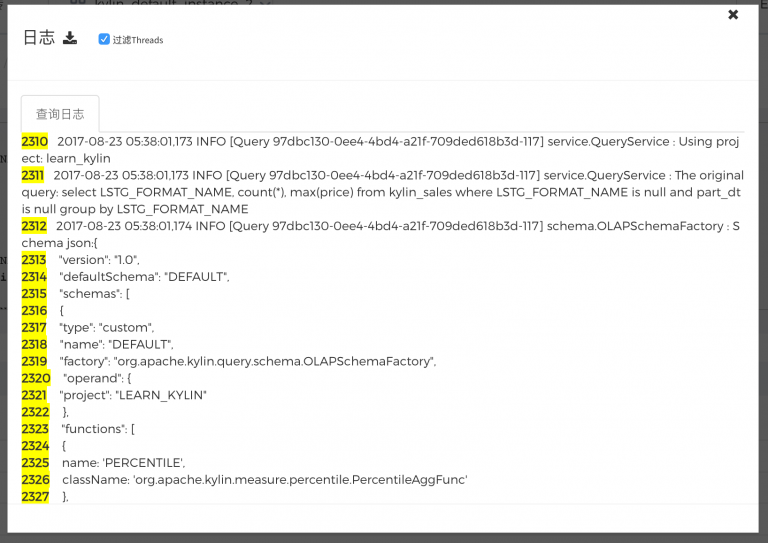 kylin_default_instance_2
日志
过滤Threads
查询日志
2310 2017-08-23 05:38:01,173 INFO [Query 97dbc130-0ee4-4bd4-a21f-709ded618b3d-117] service.QueryService : Using proj
ect: learn_kylin
2311 2017-08-23 05:38:01,173 INFO [Query 97dbc130-0ee4-4bd4-a21f-709ded618b3d-117] service.QueryService : The original
query: select LSTG_FORMAT_NAME, count(*), max(price) from kylin_sales where LSTG_FORMAT_NAME is null and part_dt
is null group by LSTG_FORMAT_NAME
2312 2017-08-23 05:38:01,174 INFO [Query 97dbc130-0ee4-4bd4-a21f-709ded618b3d-117] schema.OLAPSchemaFactory : S
chema json:{
2313 "version": "1.0",
2314 "defaultSchema": "DEFAULT",
2315 "schemas": [
2316 {
2317 "type": "custom",
2318 "name": "DEFAULT",
2319 "factory": "org.apache.kylin.query.schema.OLAPSchemaFactory",
2320 "operand": {
2321 "project": "LEARN_KYLIN"
2322 },
2323 "functions": [
2324 {
2325 name: 'PERCENTILE',
2326 className: 'org.apache.kylin.measure.percentile.PercentileAggFunc'
2327 },